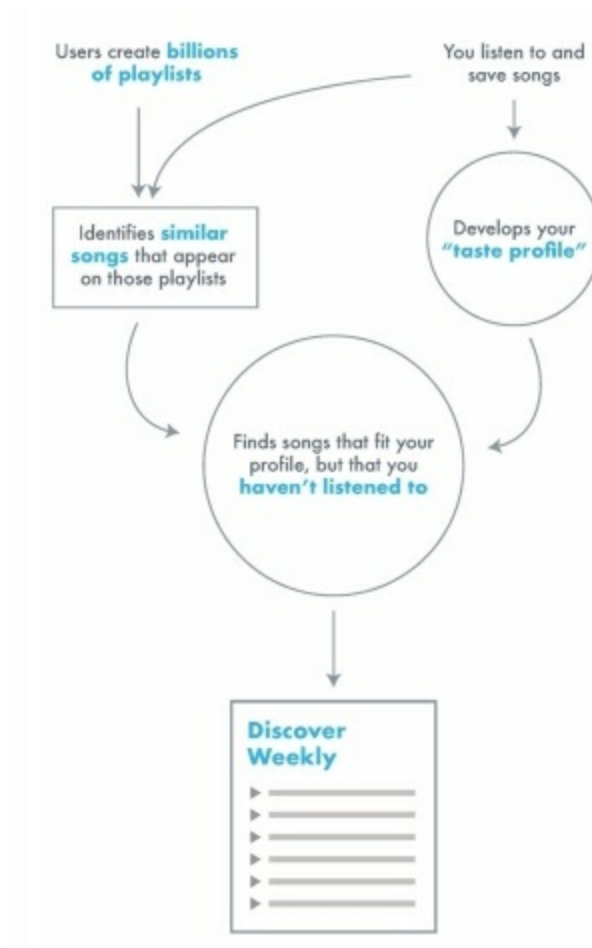 Users create billions
of playlists
You listen to and
save songs
Identifies similar
songs that appear
on those playlists
Develops your
“taste profile”
Finds songs that fit your
profile, but that you
haven’t listened to
Discover
Weekly